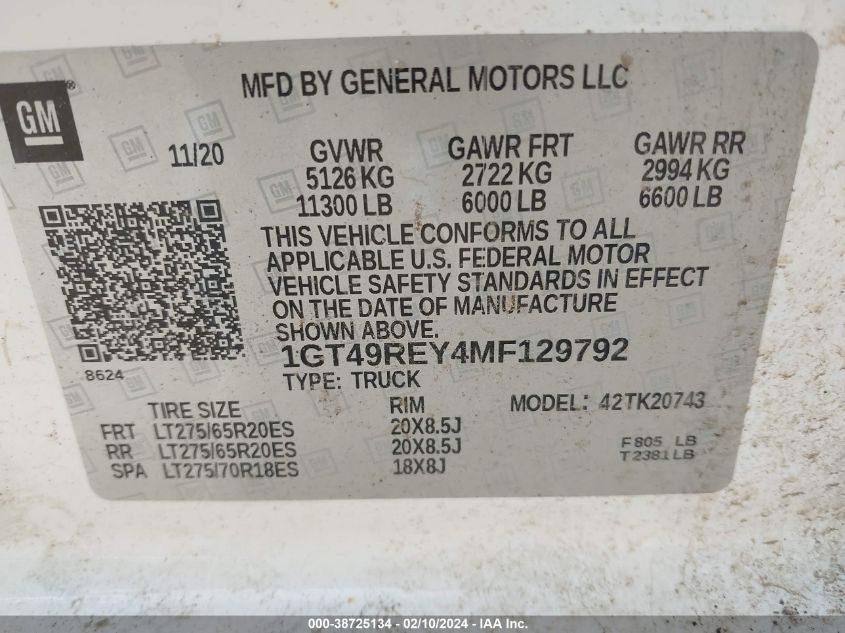 MFD BY GENERAL MOTORS LLC
GM®
11/20 GVWR GAWR FRT GAWR RR
5126 KG 2722 KG 2994 KG
11300 LB 6000 LB 6600 LB
THIS VEHICLE CONFORMS TO ALL
APPLICABLE U.S. FEDERAL MOTOR
VEHICLE SAFETY STANDARDS IN EFFECT
ON THE DATE OF MANUFACTURE
SHOWN ABOVE.
1GT49REY4MF129792
8624
TYPE: TRUCK
TIRE SIZE RIM MODEL: 42TK20743
FRT LT275/65R20ES 20X8.5J
RR LT275/65R20ES 20X8.5J
SPA LT275/70R18ES 18X8J
F805 LB
T2381LB
000-38725134 - 02/10/2024 - IAA Inc.